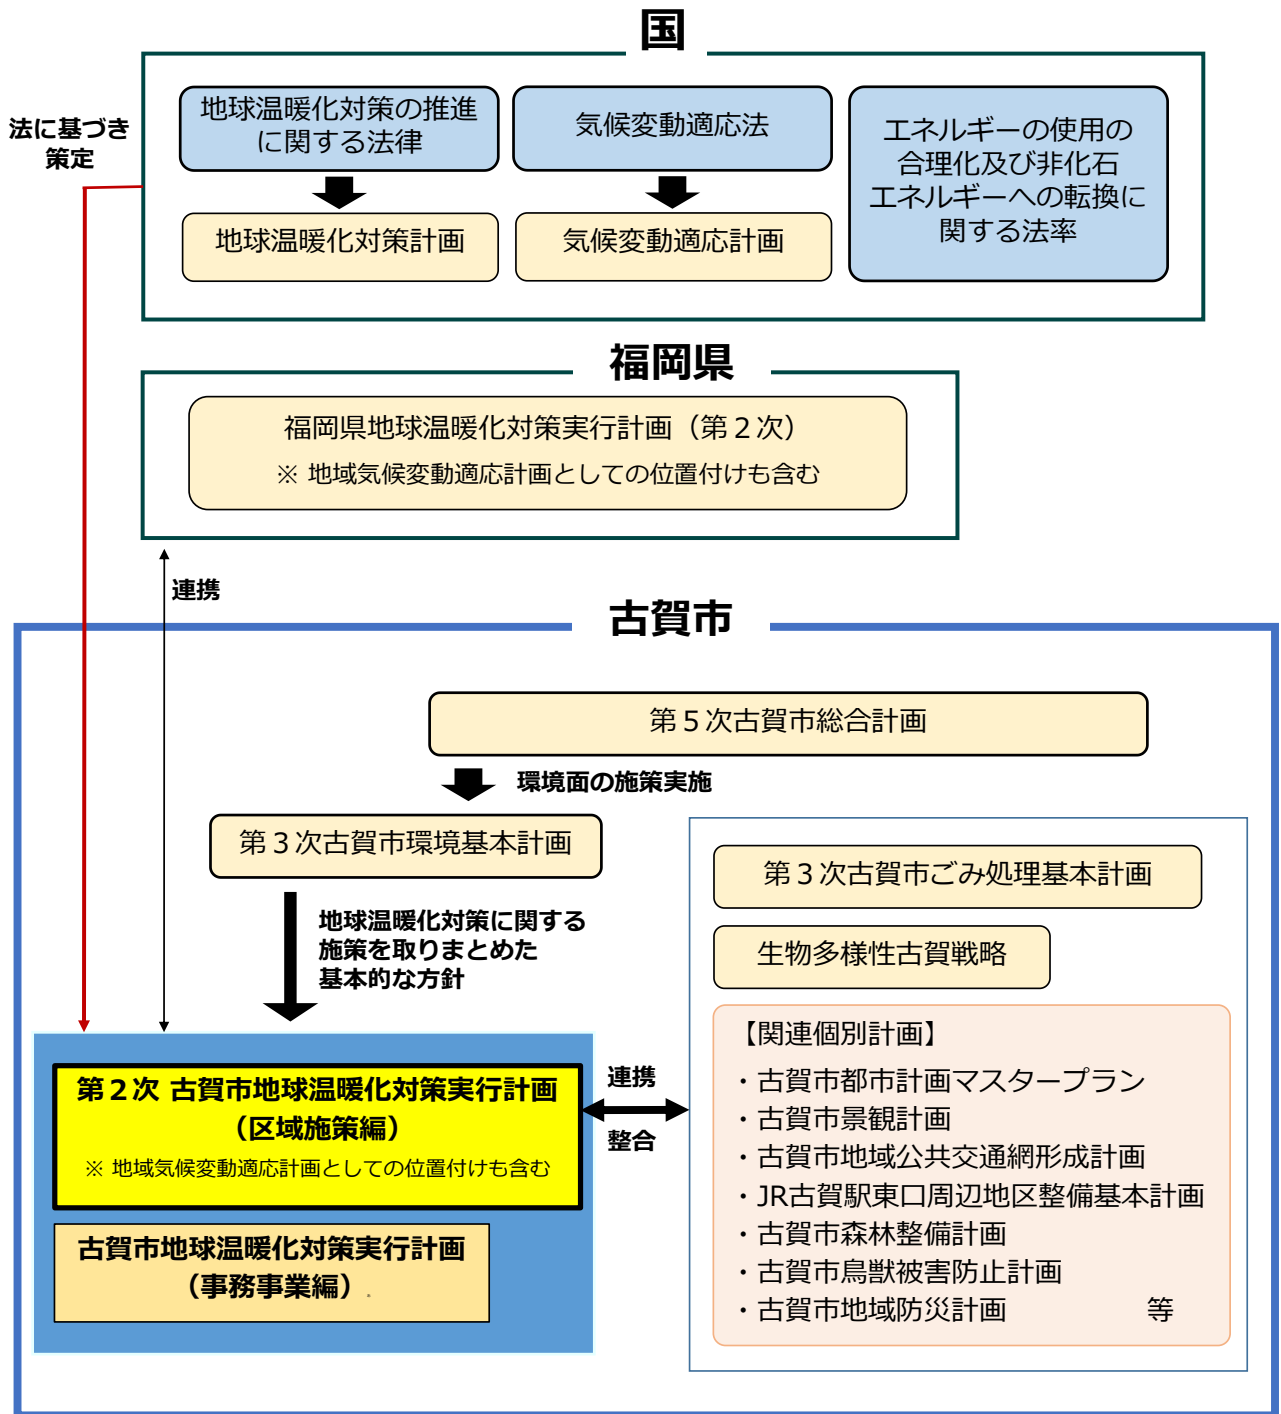 国
法に基づき
策定
地球温暖化対策の推進
に関する法律
気候変動適応法
エネルギーの使用の
合理化及び非化石
エネルギーへの転換に
関する法率
地球温暖化対策計画
気候変動適応計画
福岡県
福岡県地球温暖化対策実行計画（第２次）
※ 地域気候変動適応計画としての位置付けも含む
連携
古賀市
第５次古賀市総合計画
環境面の施策実施
第３次古賀市環境基本計画
地球温暖化対策に関する
施策を取りまとめた
基本的な方針
第２次 古賀市地球温暖化対策実行計画
（区域施策編）
※ 地域気候変動適応計画としての位置付けも含む
古賀市地球温暖化対策実行計画
（事務事業編）.
連携
整合
第３次古賀市ごみ処理基本計画
生物多様性古賀戦略
【関連個別計画】
・古賀市都市計画マスタープラン
・古賀市景観計画
・古賀市地域公共交通網形成計画
・JR古賀駅東口周辺地区整備基本計画
・古賀市森林整備計画
・古賀市鳥獣被害防止計画
・古賀市地域防災計画 等